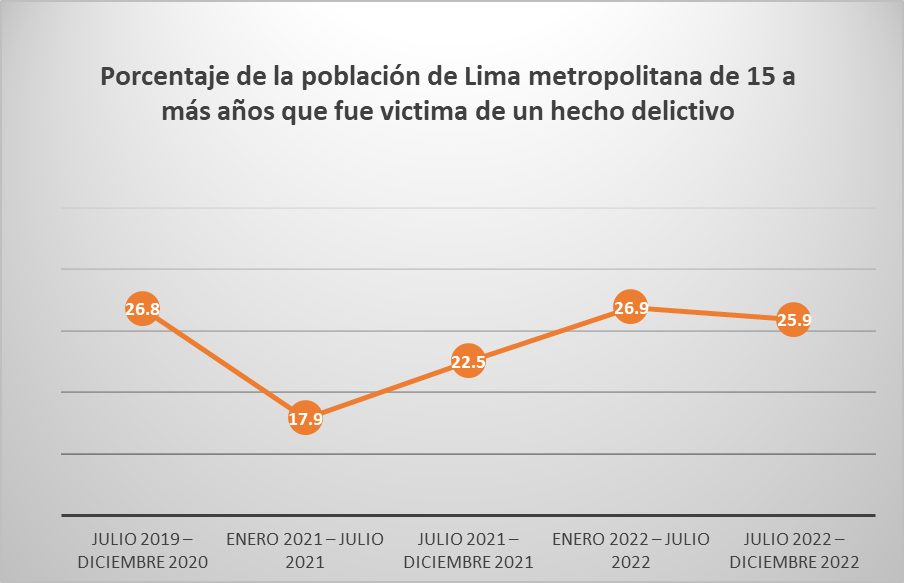 Porcentaje de la población de Lima metropolitana de 15 a
más años que fue victima de un hecho delictivo
26.8
17.9
22.5
26.9
25.9
JULIO 2019 –
DICIEMBRE 2020
ENERO 2021 – JULIO
2021
JULIO 2021 –
DICIEMBRE 2021
ENERO 2022 – JULIO
2022
JULIO 2022 –
DICIEMBRE 2022